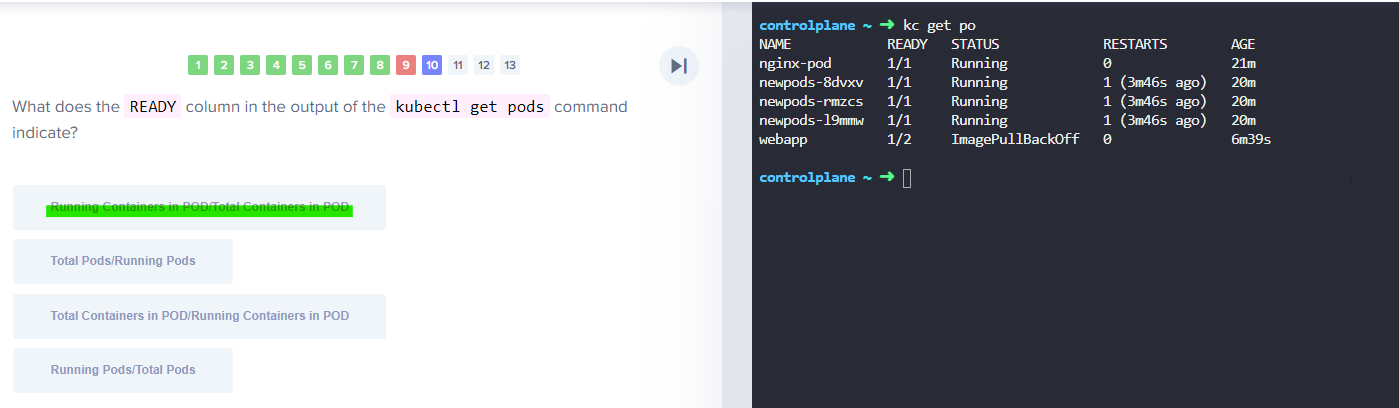 1 2 3 4 5 6 7 8 9 10 11 12 13
What does the READY column in the output of the kubectl get pods command
indicate?
Running Containers in POD/Total Containers in POD
Total Pods/Running Pods
Total Containers in POD/Running Containers in POD
Running Pods/Total Pods
controlplane ~ ➜ kc get po
NAME READY STATUS RESTARTS AGE
nginx-pod 1/1 Running 0 21m
newpods-8dvxv 1/1 Running 1 (3m46s ago) 20m
newpods-rmzcs 1/1 Running 1 (3m46s ago) 20m
newpods-l9mmw 1/1 Running 1 (3m46s ago) 20m
webapp 1/2 ImagePullBackOff 0 6m39s
controlplane ~ ➜